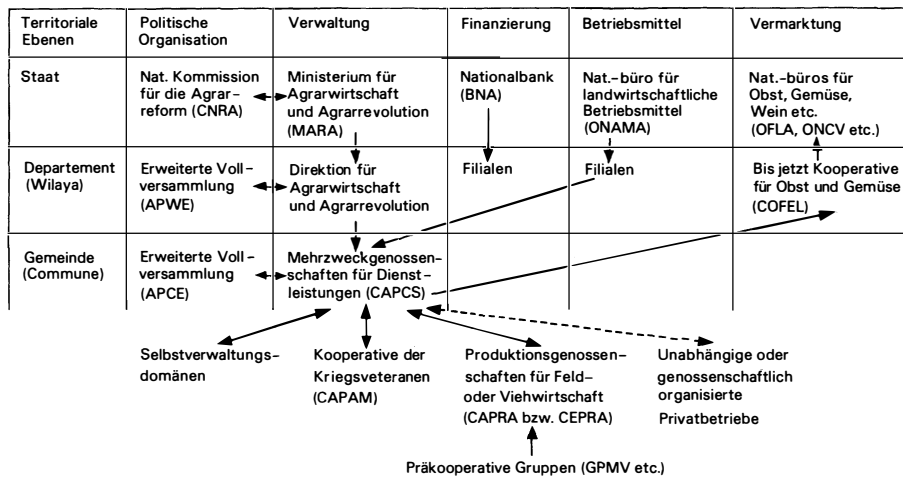 Territoriale
Ebenen
Politische
Organisation
Verwaltung
Finanzierung
Betriebsmittel
Vermarktung
Staat
Nat. Kommission
für die Agrar-
reform (CNRA)
Ministerium für
Agrarwirtschaft
und Agrarrevolution
(MARA)
Nationalbank
(BNA)
Nat.-büro für
landwirtschaftliche
Betriebsmittel
(ONAMA)
Nat.-büros für
Obst, Gemüse,
Wein etc.
(OFLA, ONCV etc.)
Departement
(Wilaya)
Erweiterte Voll-
versammlung
(APWE)
Direktion für
Agrarwirtschaft
und Agrarrevolution
Filialen
Filialen
Bis jetzt Kooperative
für Obst und Gemüse
(COFEL)
Gemeinde
(Commune)
Erweiterte Voll-
versammlung
(APCE)
Mehrzweckgenossen-
schaften für Dienst-
leistungen (CAPCS)
Selbstverwaltungs-
domänen
Kooperative der
Kriegsveteranen
(CAPAM)
Produktionsgenossen-
schaften für Feld-
oder Viehwirtschaft
(CAPRA bzw. CEPRA)
Unabhängige oder
genossenschaftlich
organisierte
Privatbetriebe
Präkooperative Gruppen (GPMV etc.)